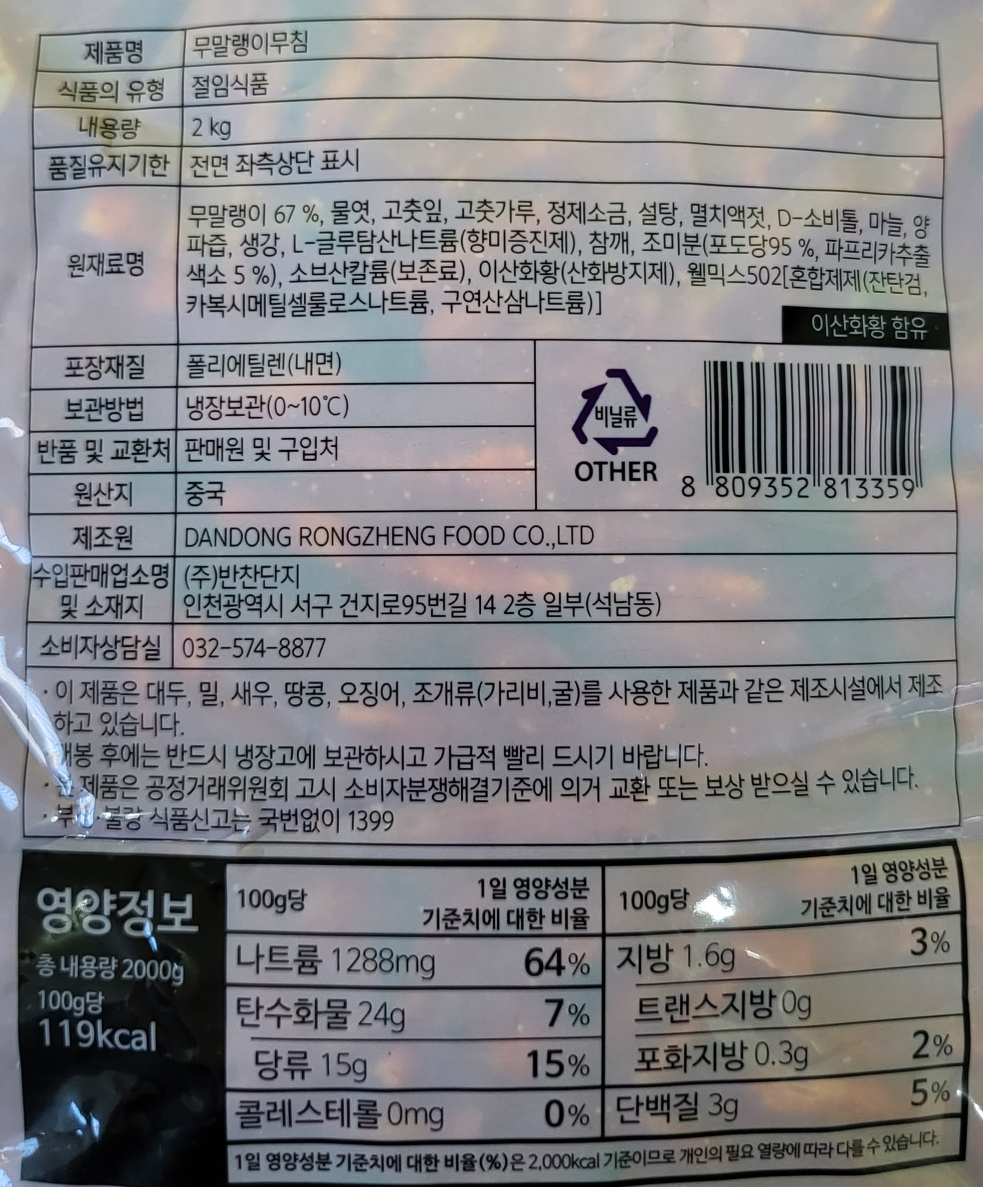 제품명 무말랭이무침
식품의 유형 절임식품
내용량 2 kg
품질유지기한 전면 좌측상단 표시
원재료명
무말랭이 67 %, 물엿, 고춧잎, 고춧가루, 정제소금, 설탕, 멸치액젓, D-소비톨, 마늘, 양
파즙, 생강, L-글루탐산나트륨(향미증진제), 참깨, 조미분(포도당95 %, 파프리카추출
색소 5 %), 소브산칼륨(보존료), 이산화황(산화방지제), 웰믹스502[혼합제제(잔탄검,
카복시메틸셀룰로스나트륨, 구연산삼나트륨)]
이산화황 함유
포장재질 폴리에틸렌(내면)
보관방법 냉장보관(0~10℃)
반품 및 교환처 판매원 및 구입처
원산지 중국
비닐류
OTHER
8 809352 813359
제조원 DANDONG RONGZHENG FOOD CO.,LTD
수입판매업소명 (주)반찬단지
및 소재지 인천광역시 서구 건지로95번길 14 2층 일부(석남동)
소비자상담실 032-574-8877
· 이 제품은 대두, 밀, 새우, 땅콩, 오징어, 조개류(가리비,굴)를 사용한 제품과 같은 제조시설에서 제조
하고 있습니다.
개봉 후에는 반드시 냉장고에 보관하시고 가급적 빨리 드시기 바랍니다.
· 제품은 공정거래위원회 고시 소비자분쟁해결기준에 의거 교환 또는 보상 받으실 수 있습니다.
· 불량 식품신고는 국번없이 1399
영양정보
총 내용량 2000g
100g당
119kcal
100g당 1일 영양성분
기준치에 대한 비율
나트륨 1288mg 64%
탄수화물 24g 7%
당류 15g 15%
콜레스테롤 0mg 0%
100g당 1일 영양성분
기준치에 대한 비율
지방 1.6g 3%
트랜스지방 0g
포화지방 0.3g 2%
단백질 3g 5%
1일 영양성분 기준치에 대한 비율(%)은 2,000kcal 기준이므로 개인의 필요 열량에 따라 다를 수 있습니다.